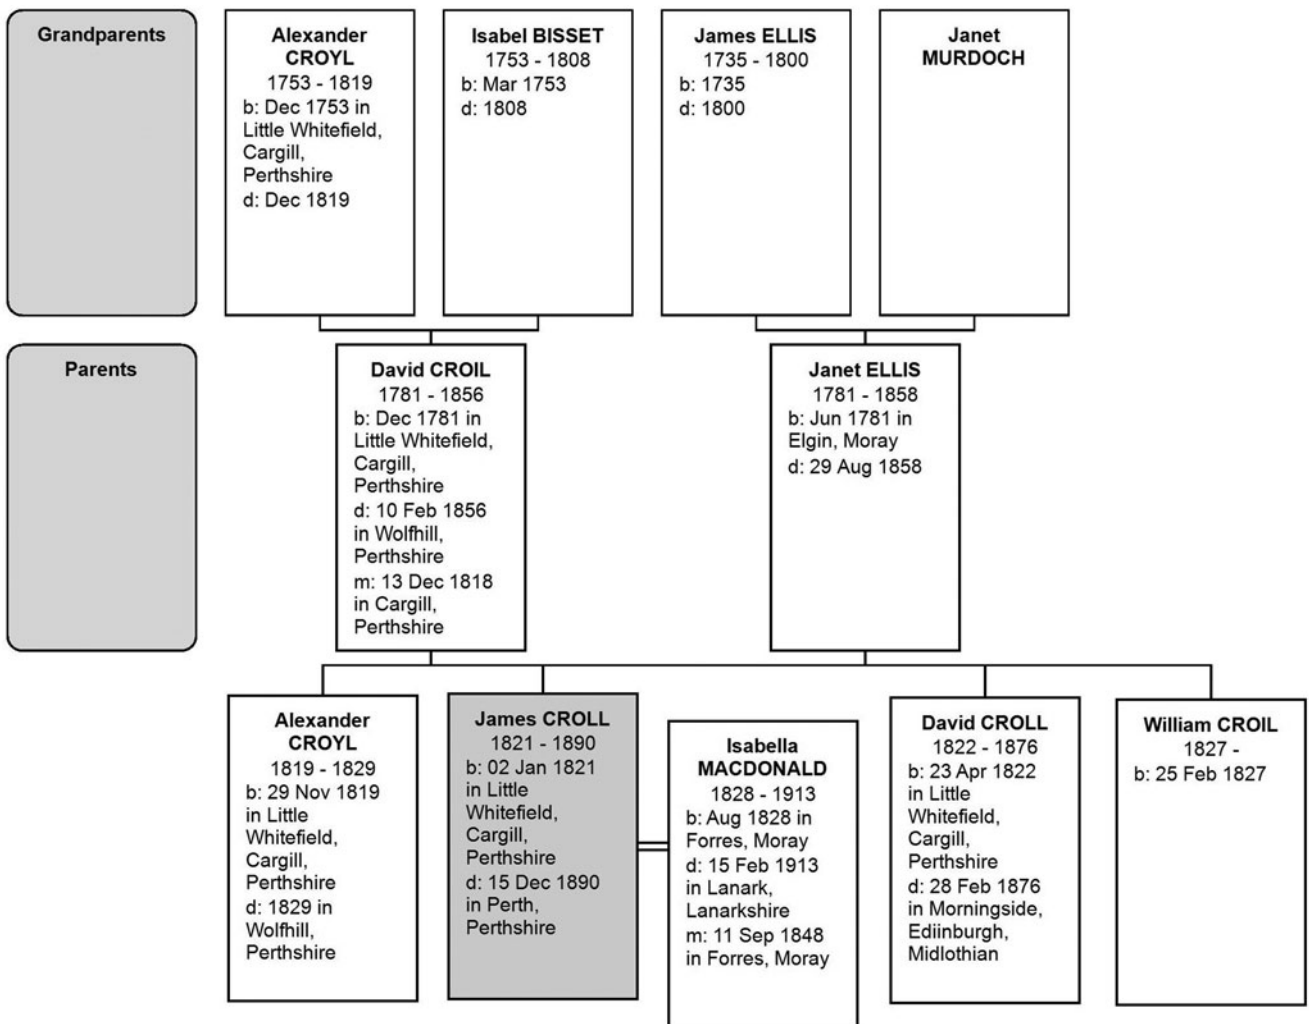 Grandparents
Alexander
CROYL
1753 - 1819
b: Dec 1753 in
Little Whitefield,
Cargill,
Perthshire
d: Dec 1819
Isabel BISSET
1753 - 1808
b: Mar 1753
d: 1808
James ELLIS
1735 - 1800
b: 1735
d: 1800
Janet
MURDOCH
Parents
David CROIL
1781 - 1856
b: Dec 1781 in
Little Whitefield,
Cargill,
Perthshire
d: 10 Feb 1856
in Wolfhill,
Perthshire
m: 13 Dec 1818
in Cargill,
Perthshire
Janet ELLIS
1781 - 1858
b: Jun 1781 in
Elgin, Moray
d: 29 Aug 1858
Alexander
CROYL
1819 - 1829
b: 29 Nov 1819
in Little
Whitefield,
Cargill,
Perthshire
d: 1829 in
Wolfhill,
Perthshire
James CROLL
1821 - 1890
b: 02 Jan 1821
in Little
Whitefield,
Cargill,
Perthshire
d: 15 Dec 1890
in Perth,
Perthshire
Isabella
MACDONALD
1828 - 1913
b: Aug 1828 in
Forres, Moray
d: 15 Feb 1913
in Lanark,
Lanarkshire
m: 11 Sep 1848
in Forres, Moray
David CROLL
1822 - 1876
b: 23 Apr 1822
in Little
Whitefield,
Cargill,
Perthshire
d: 28 Feb 1876
in Morningside,
Ediinburgh,
Midlothian
William CROIL
1827 -
b: 25 Feb 1827